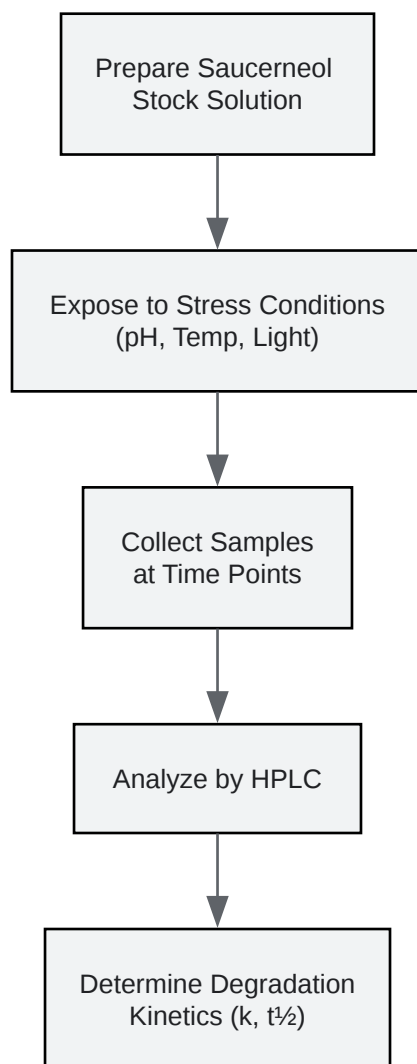 Prepare Saucerneol
Stock Solution
Expose to Stress Conditions
(pH, Temp, Light)
Collect Samples
at Time Points
Analyze by HPLC
Determine Degradation
Kinetics (k, t½)